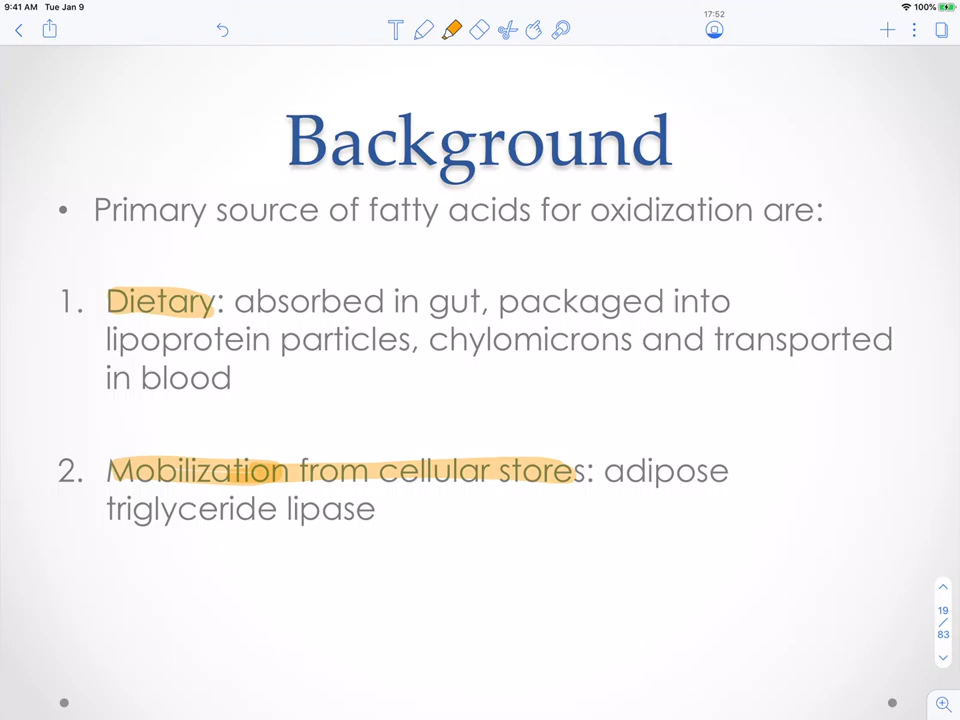 9:41 AM Tue Jan 9
100%
17:52
Background
• Primary source of fatty acids for oxidization are:
1. Dietary: absorbed in gut, packaged into
lipoprotein particles, chylomicrons and transported
in blood
2. Mobilization from cellular stores: adipose
triglyceride lipase
19
/
83